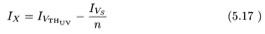 I_X = I_{V_{TH_{UV}}} − \frac{I_{V_S}}{n} (5.17 )